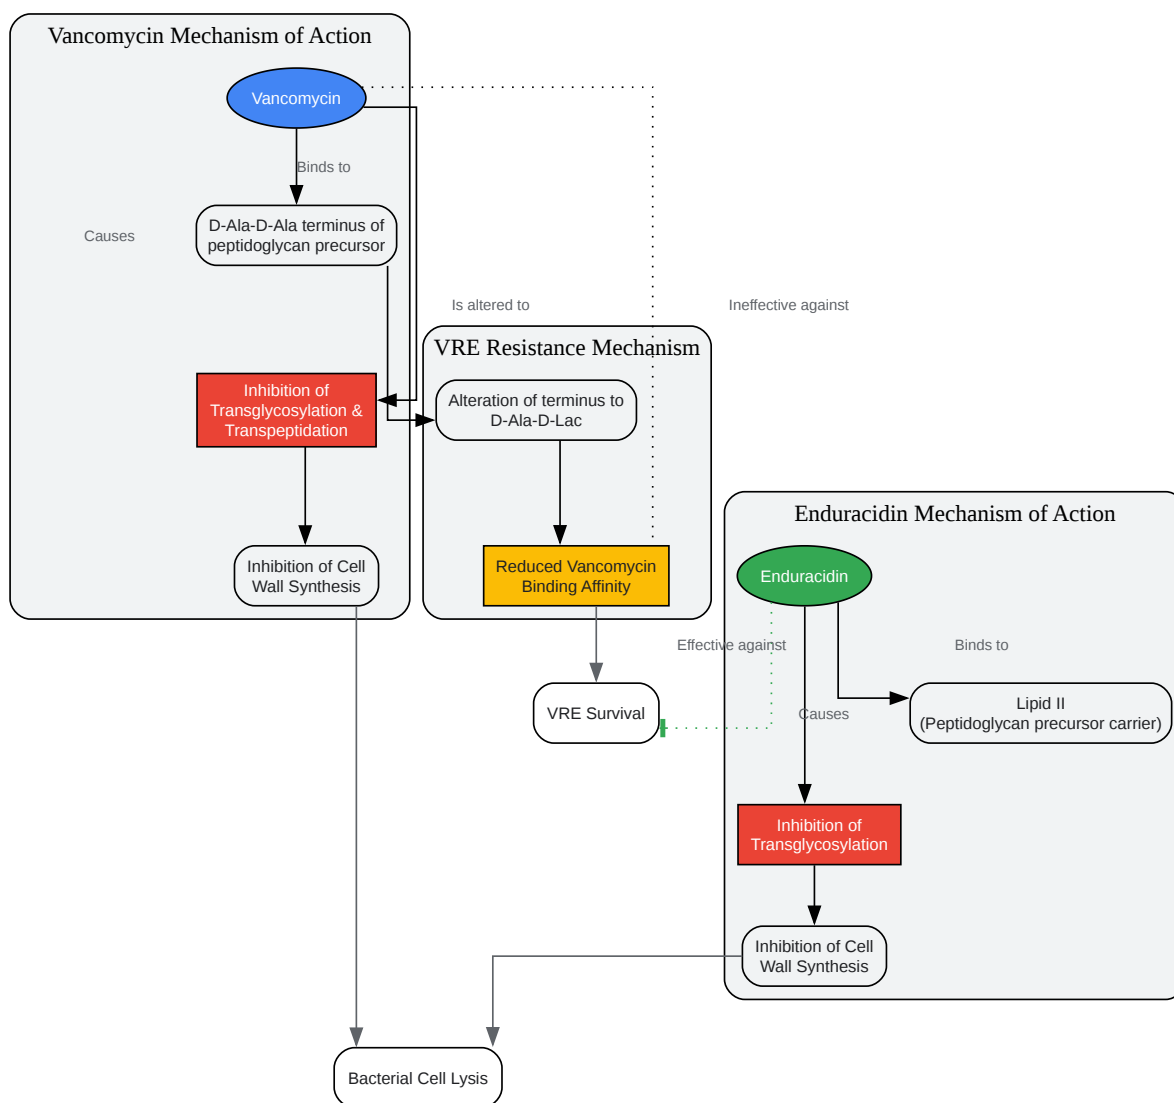 Vancomycin Mechanism of Action
Vancomycin
Binds to
D-Ala-D-Ala terminus of
peptidoglycan precursor
Causes
Is altered to
Ineffective against
VRE Resistance Mechanism
Inhibition of
Transglycosylation &
Transpeptidation
Alteration of terminus to
D-Ala-D-Lac
Inhibition of Cell
Wall Synthesis
Reduced Vancomycin
Binding Affinity
Enduracidin Mechanism of Action
Enduracidin
Effective against
Binds to
VRE Survival
Causes
Lipid II
(Peptidoglycan precursor carrier)
Inhibition of
Transglycosylation
Inhibition of Cell
Wall Synthesis
Bacterial Cell Lysis